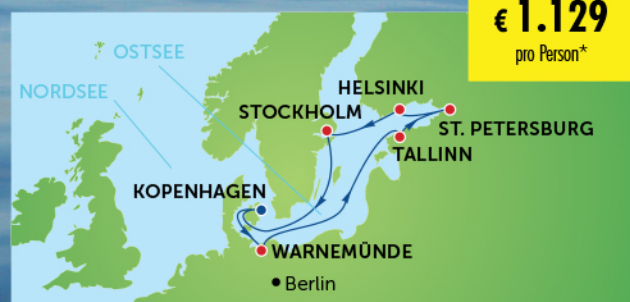 € 1.129
pro Person*
OSTSEE
NORDSEE
HELSINKI
STOCKHOLM
ST. PETERSBURG
TALLINN
KOPENHAGEN
WARNEMÜNDE
Berlin